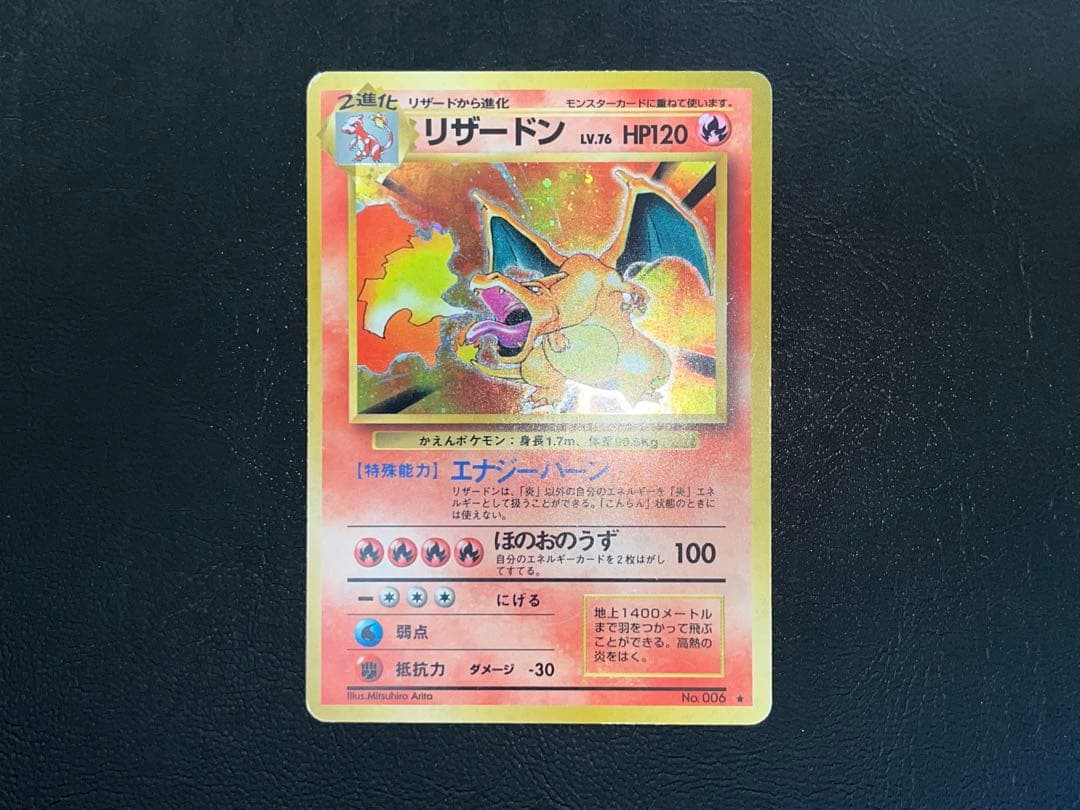 2進化
リザードから進化
モンスターカードに重ねて使います。
リザードン LV.76 HP120
かえんポケモン：身長1.7m、体重90.5Kg
【特殊能力】 エナジーバーン
リザードンは、「炎」以外の自分のエネルギーを「炎」エネ
ルギーとして扱うことができる。「こんらん」状態のときに
は使えない。
ほのおのうず 100
自分のエネルギーカードを2枚はがし
てすてる。
にげる
弱点
抵抗力 ダメージ -30
地上1400メートル
まで羽をつかって飛ぶ
ことができる。高熱の
炎をはく。
Illus. Mitsuhiro Arita
No. 006 ★